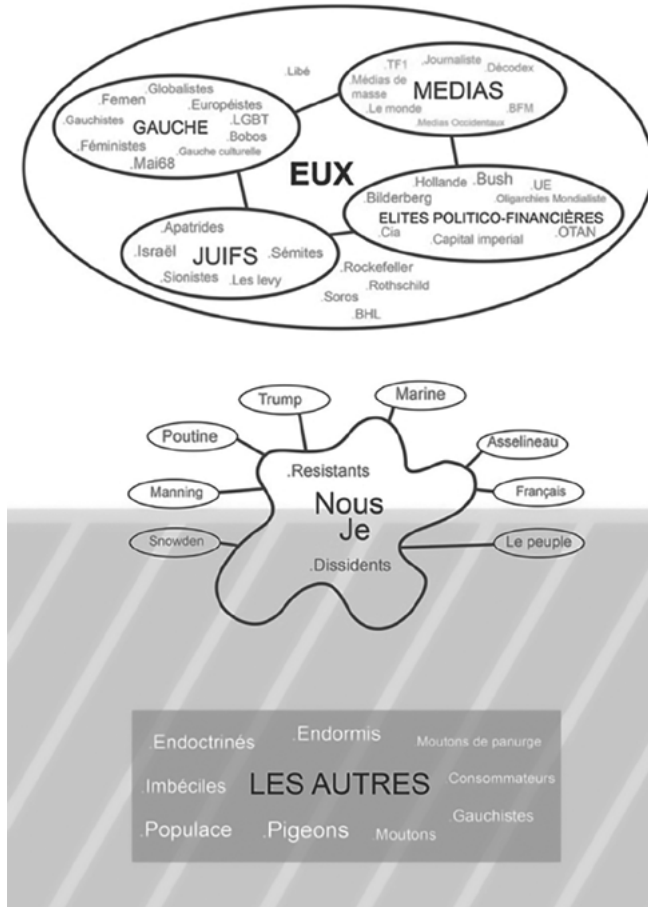 .Libé
.TF1
.Journaliste
.Décodex
.Médias de
masse
MEDIAS
.Le monde
.BFM
.Medias Occidentaux
.Globalistes
.Femen
.Européistes
.Gauchistes
GAUCHE
.LGBT
.Bobos
.Féministes
.Gauche culturelle
.Mai68
EUX
.Hollande
.Bush
.UE
.Bilderberg
.Oligarchies Mondialiste
ELITES POLITICO-FINANCIÈRES
.Cia
.Capital imperial
.OTAN
.Apatrides
.Israël
JUIFS
.Sémites
.Sionistes
.Les levy
.Rockefeller
.Rothschild
.Soros
.BHL
Trump
Marine
Poutine
Asselineau
.Resistants
Manning
Nous
Français
Je
Snowden
Le peuple
.Dissidents
.Endoctrinés
.Endormis
.Moutons de panurge
.Imbéciles
LES AUTRES
.Consommateurs
.Gauchistes
.Populace
.Pigeons
.Moutons